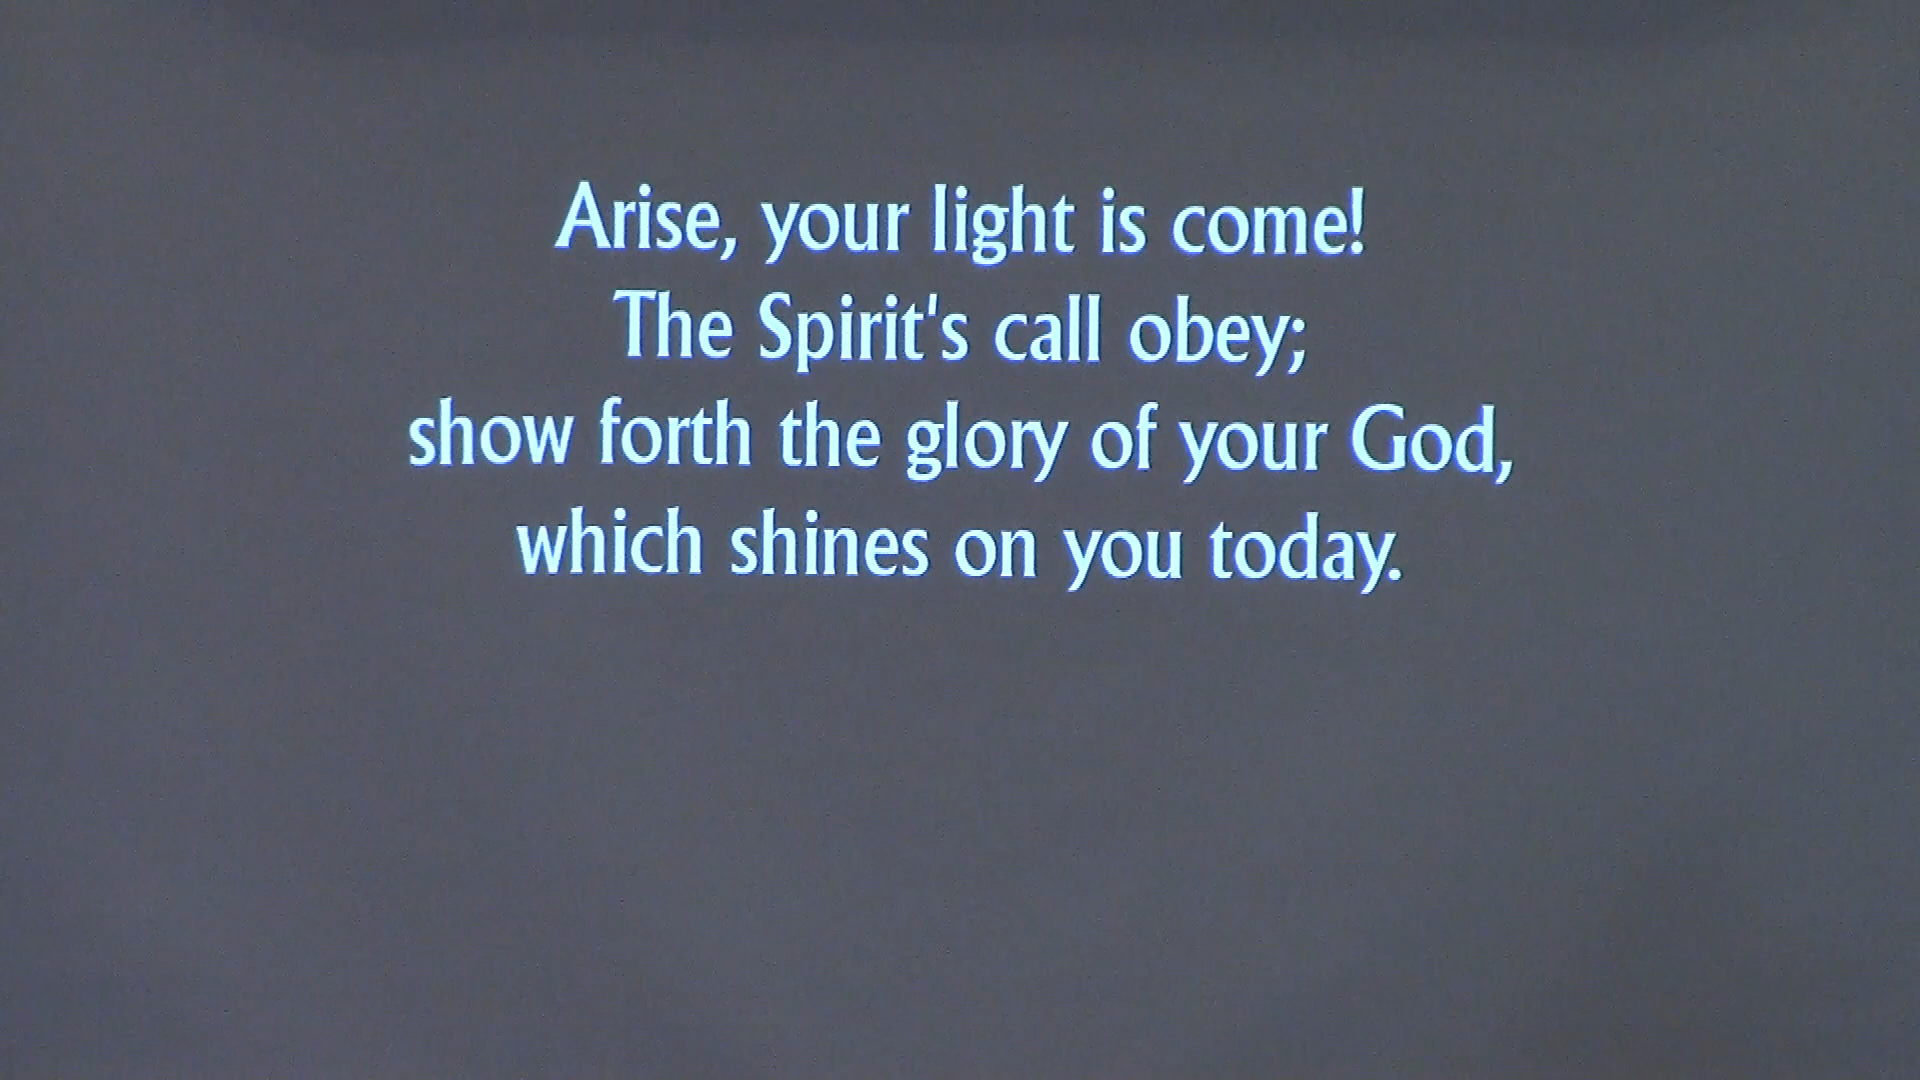 Arise, your light is come!
The Spirit's call obey;
show forth the glory of your God,
which shines on you today.